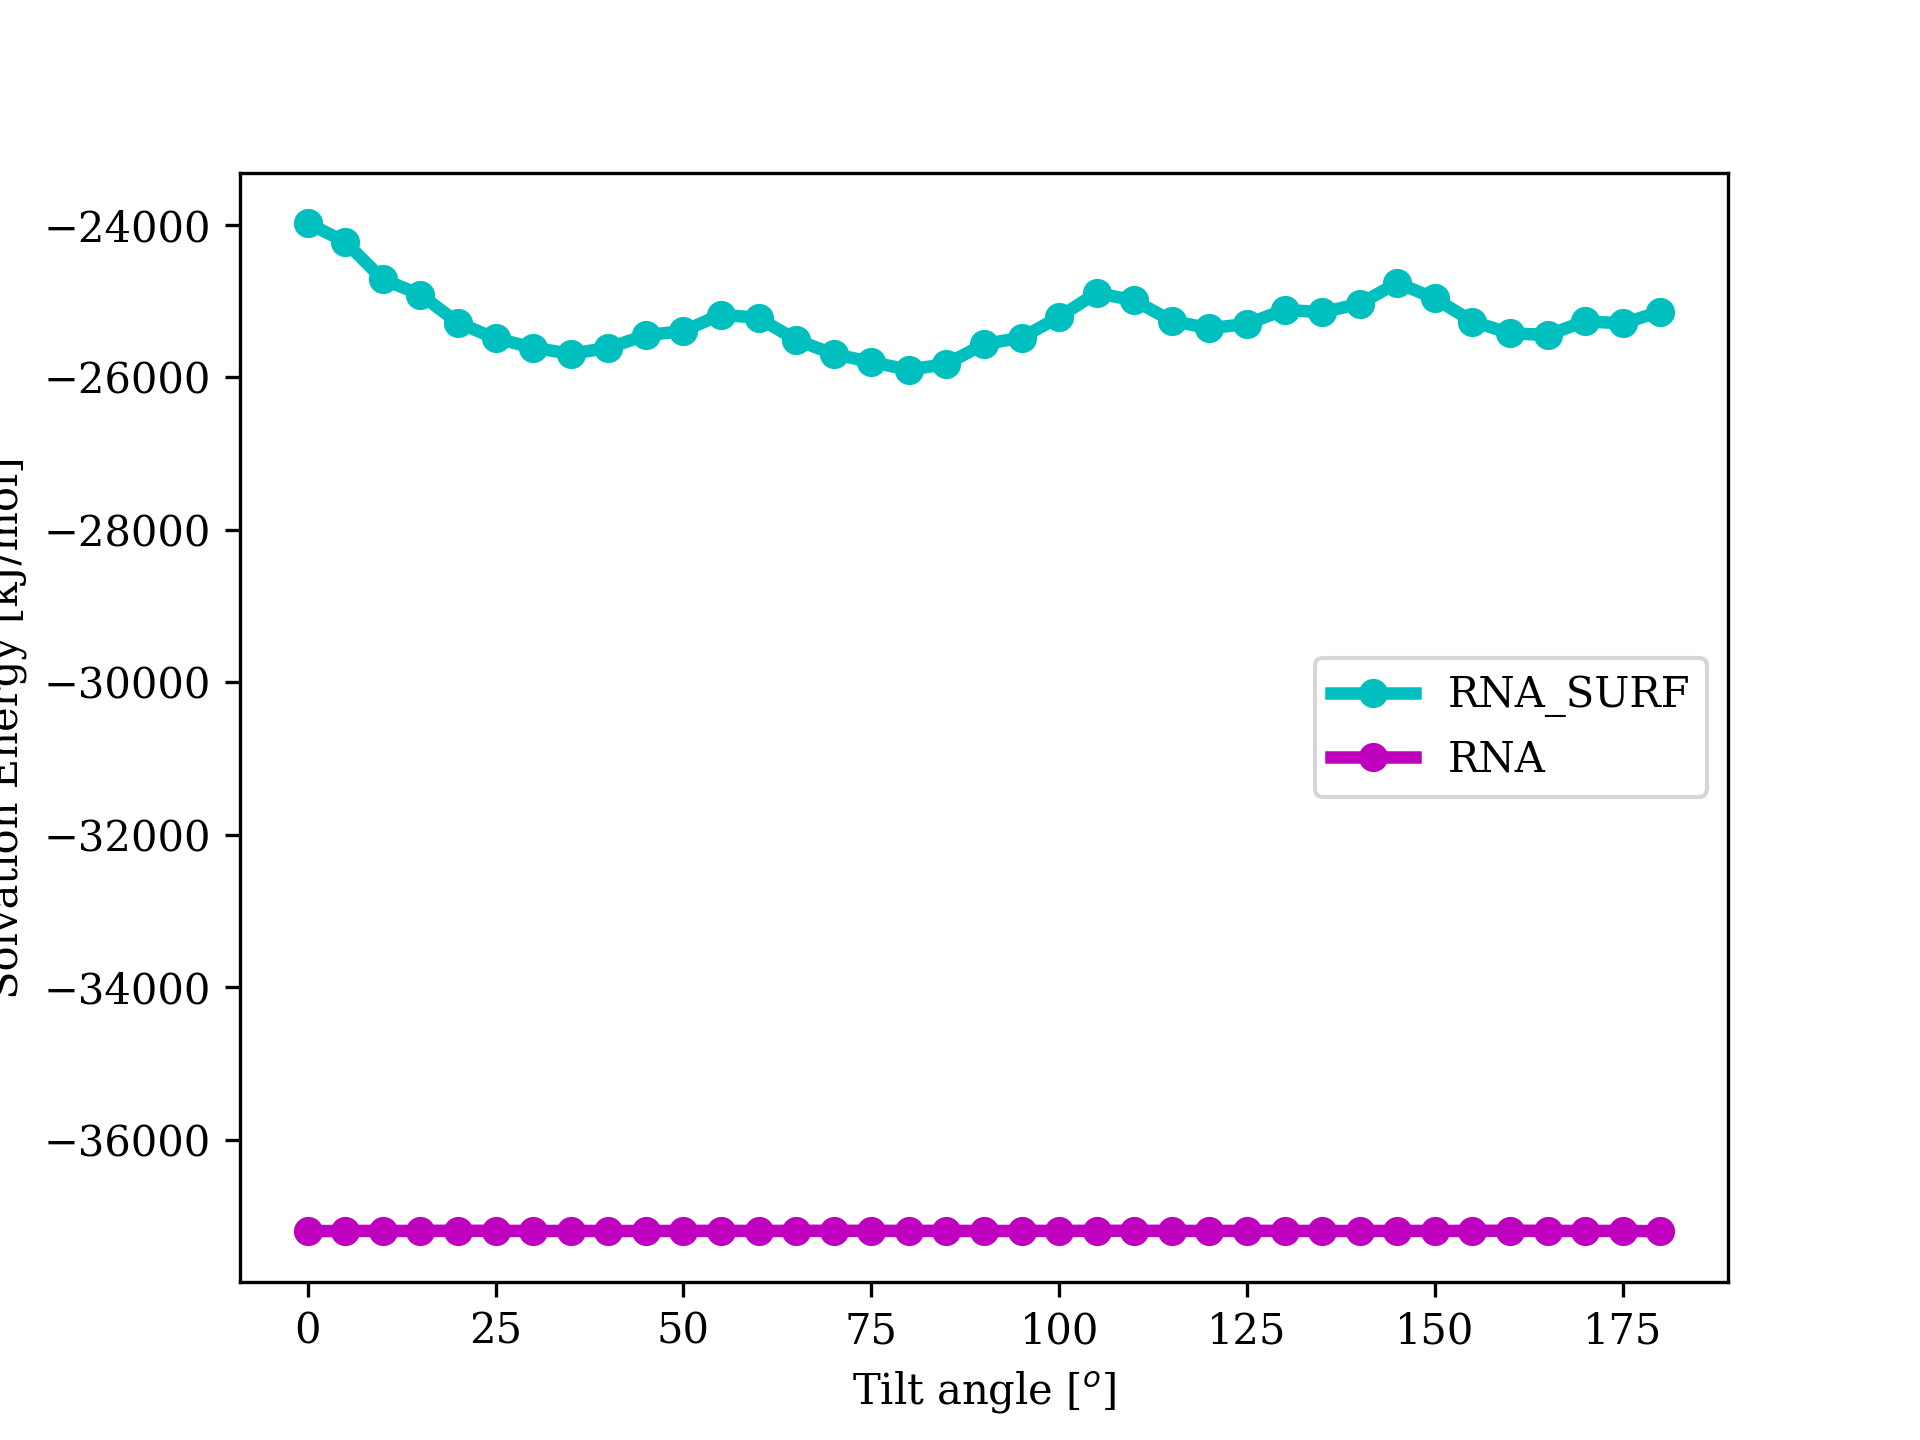 −24000
−26000
−28000
−30000
−32000
−34000
−36000
Solvation Energy [kJ/mol]
RNA_SURF
RNA
0 25 50 75 100 125 150 175
Tilt angle [o]